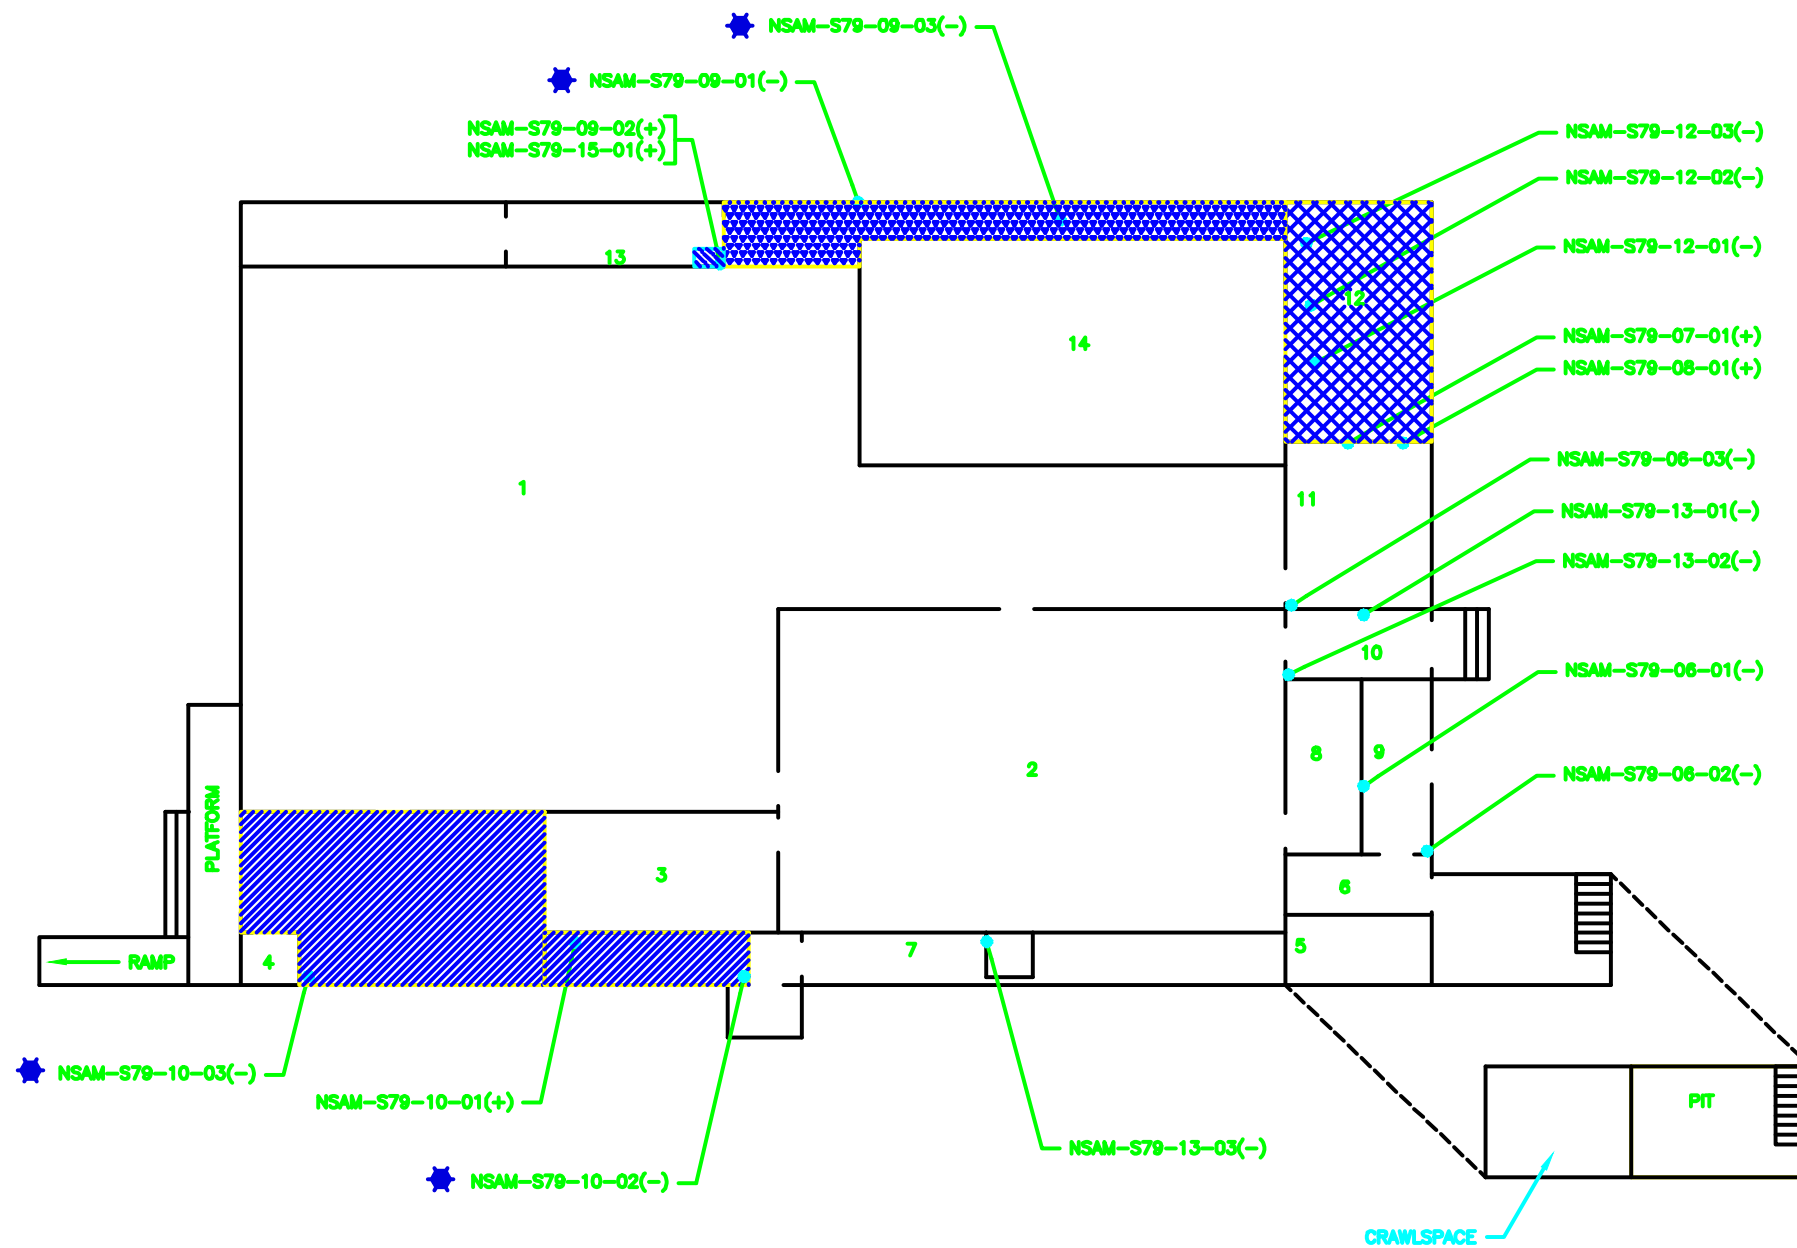 NSAM-S79-09-03(-)
NSAM-S79-09-01(-)
NSAM-S79-09-02(+)
NSAM-S79-15-01(+)
NSAM-S79-12-03(-)
NSAM-S79-12-02(-)
NSAM-S79-12-01(-)
13
12
14
NSAM-S79-07-01(+)
NSAM-S79-08-01(+)
NSAM-S79-06-03(-)
1
11
NSAM-S79-13-01(-)
NSAM-S79-13-02(-)
10
NSAM-S79-06-01(-)
8
9
2
NSAM-S79-06-02(-)
PLATFORM
3
6
7
5
RAMP
4
NSAM-S79-10-03(-)
NSAM-S79-10-01(+)
PIT
NSAM-S79-13-03(-)
NSAM-S79-10-02(-)
CRAWLSPACE